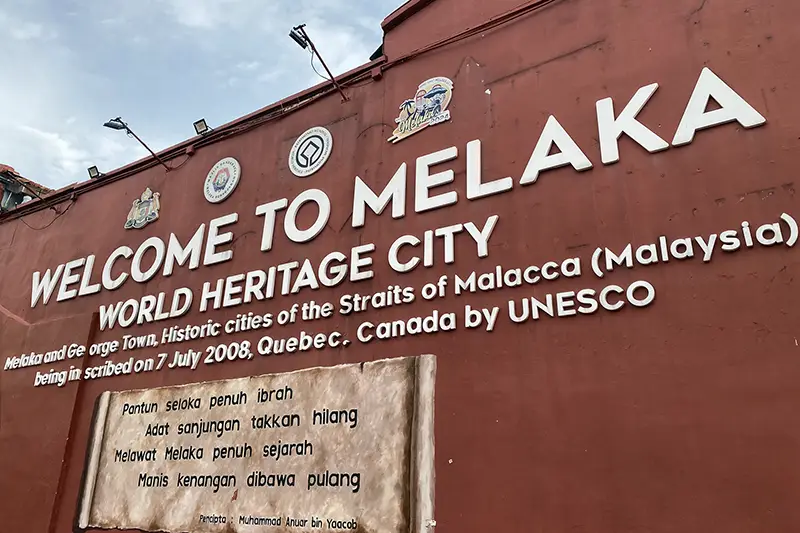 WELCOME TO MELAKA
WORLD HERITAGE CITY
Melaka and George Town, Historic cities of the Straits of Malacca (Malaysia)
being inscribed on 7 July 2008, Quebec, Canada by UNESCO
Pantun seloka penuh ibrah
Adat sanjungan takkan hilang
Melawat Melaka penuh sejarah
Manis kenangan dibawa pulang
Pencipta : Muhammad Anuar bin Yaacob